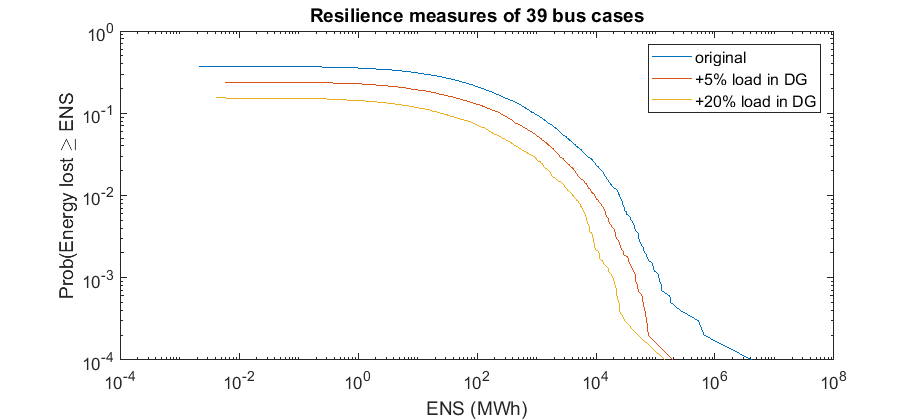 Resilience measures of 39 bus cases
original
+5% load in DG
+20% load in DG
Prob(Energy lost ≥ ENS
10^0
10^-1
10^-2
10^-3
10^-4
10^-4
10^-2
10^0
10^2
10^4
10^6
10^8
ENS (MWh)